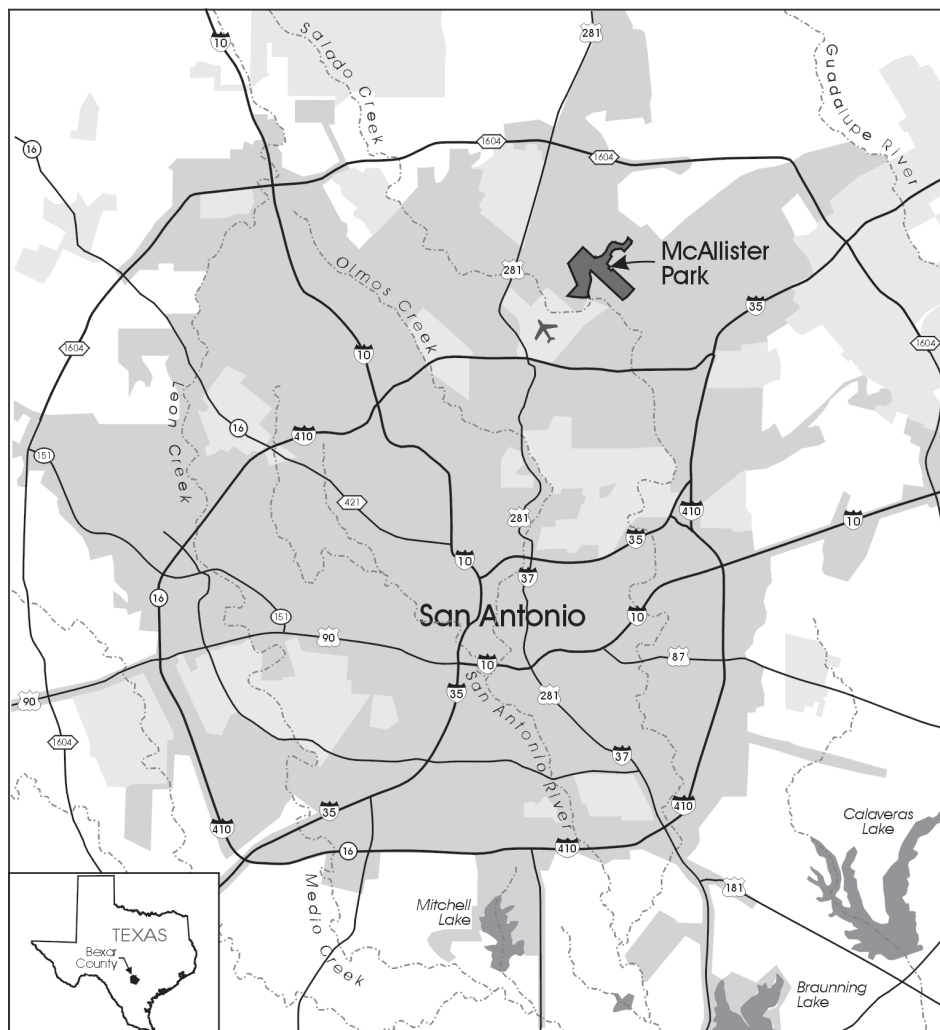 10
281
Salado Creek
Guadalupe River
16
1604
1604
McAllister
Park
281
Olmos Creek
35
1604
1604
10
Leon Creek
16
410
151
421
281
410
10
35
10
37
16
San Antonio
10
151
90
10
87
35
281
90
San Antonio River
1604
37
410
35
410
Calaveras
Lake
16
410
Medio Creek
Mitchell
Lake
181
TEXAS
Bexar
County
Braunning
Lake